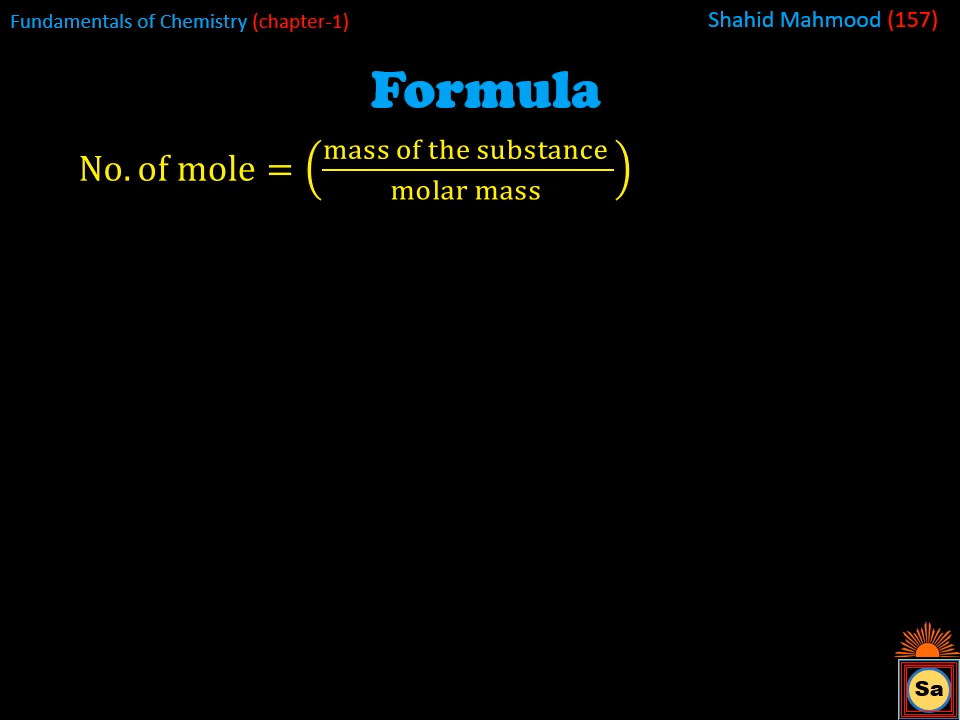 Fundamentals of Chemistry (chapter-1)
Shahid Mahmood (157)
Formula
No. of mole = (mass of the substance / molar mass)
Sa